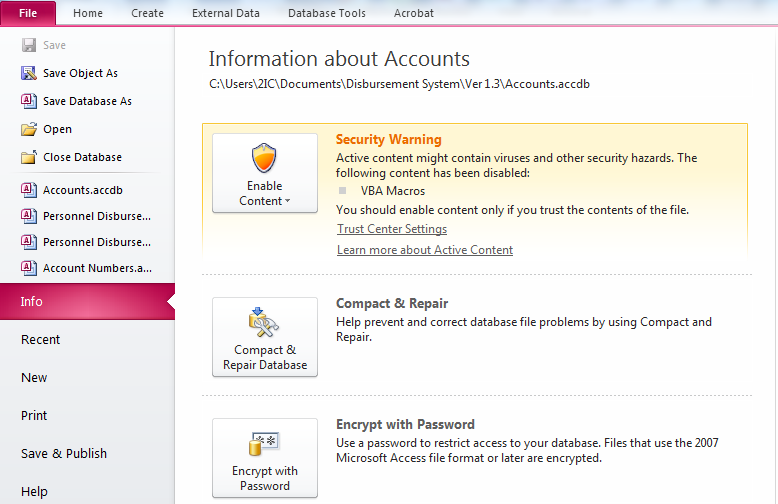 File
Home
Create
External Data
Database Tools
Acrobat
Save
Save Object As
Save Database As
Open
Close Database
Accounts.accdb
Personnel Disburse...
Personnel Disburse...
Account Numbers.a...
Info
Recent
New
Print
Save & Publish
Help
Information about Accounts
C:\Users\2IC\Documents\Disbursement System\Ver1.3\Accounts.accdb
Enable
Content
Security Warning
Active content might contain viruses and other security hazards. The
following content has been disabled:
VBA Macros
You should enable content only if you trust the contents of the file.
Trust Center Settings
Learn more about Active Content
Compact &
Repair Database
Compact & Repair
Help prevent and correct database file problems by using Compact and
Repair.
Encrypt with
Password
Encrypt with Password
Use a password to restrict access to your database. Files that use the 2007
Microsoft Access file format or later are encrypted.